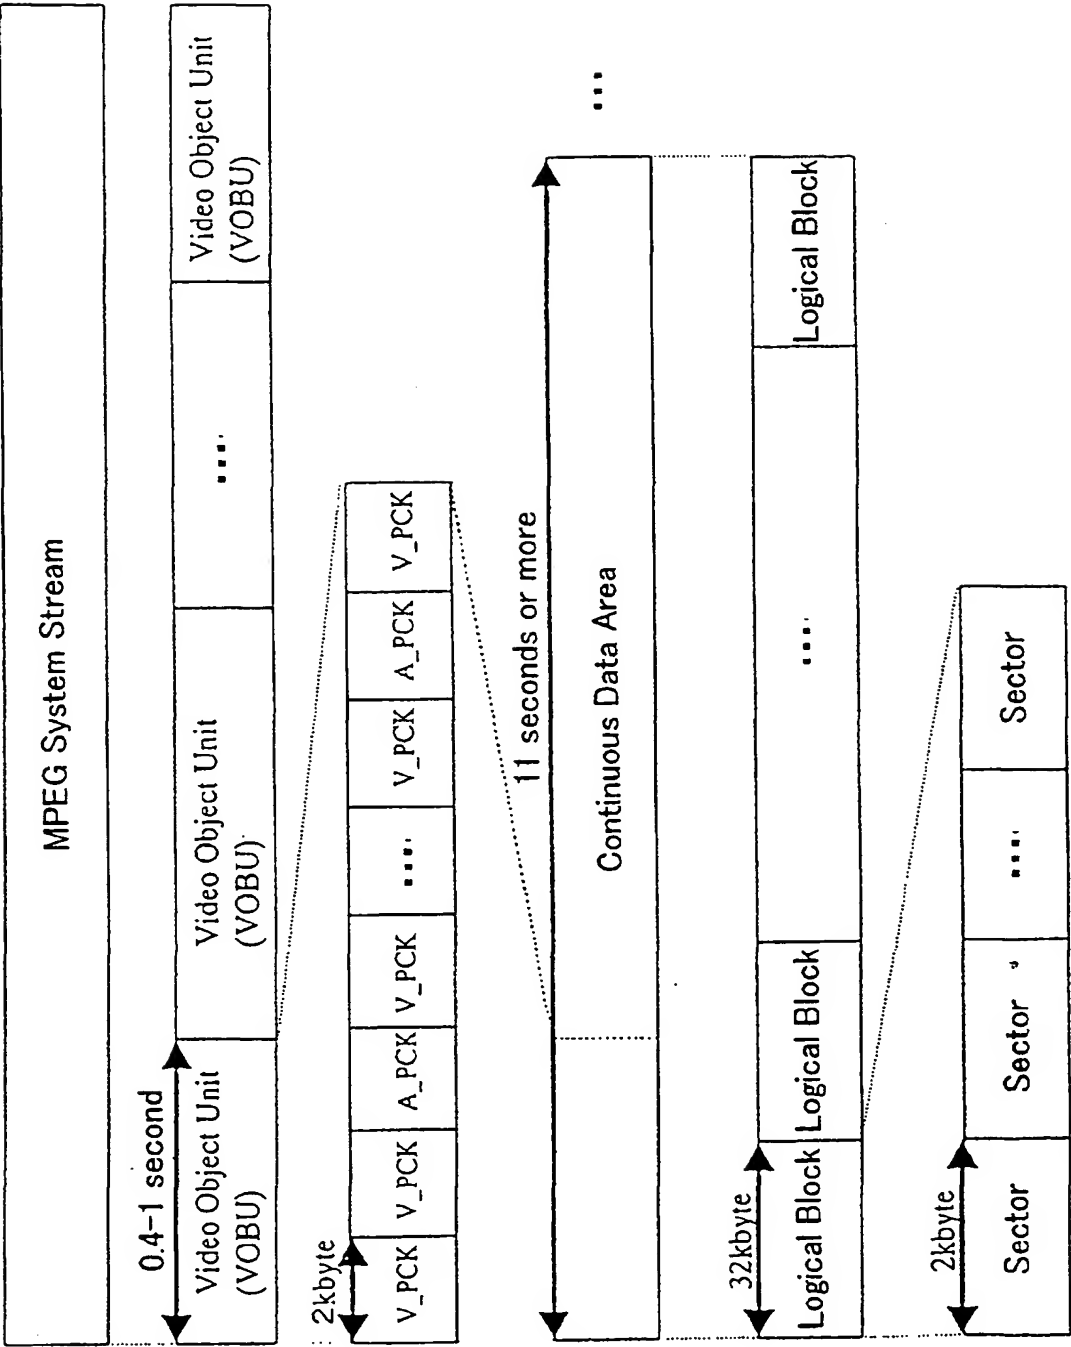 MPEG System Stream
0.4–1 second
Video Object Unit
(VOBU)
Video Object Unit
(VOBU)
....
Video Object Unit
(VOBU)
2kbyte
V_PCK
V_PCK
A_PCK
V_PCK
....
V_PCK
A_PCK
V_PCK
11 seconds or more
Continuous Data Area
...
32kbyte
Logical Block
Logical Block
....
Logical Block
2kbyte
Sector
Sector
....
Sector